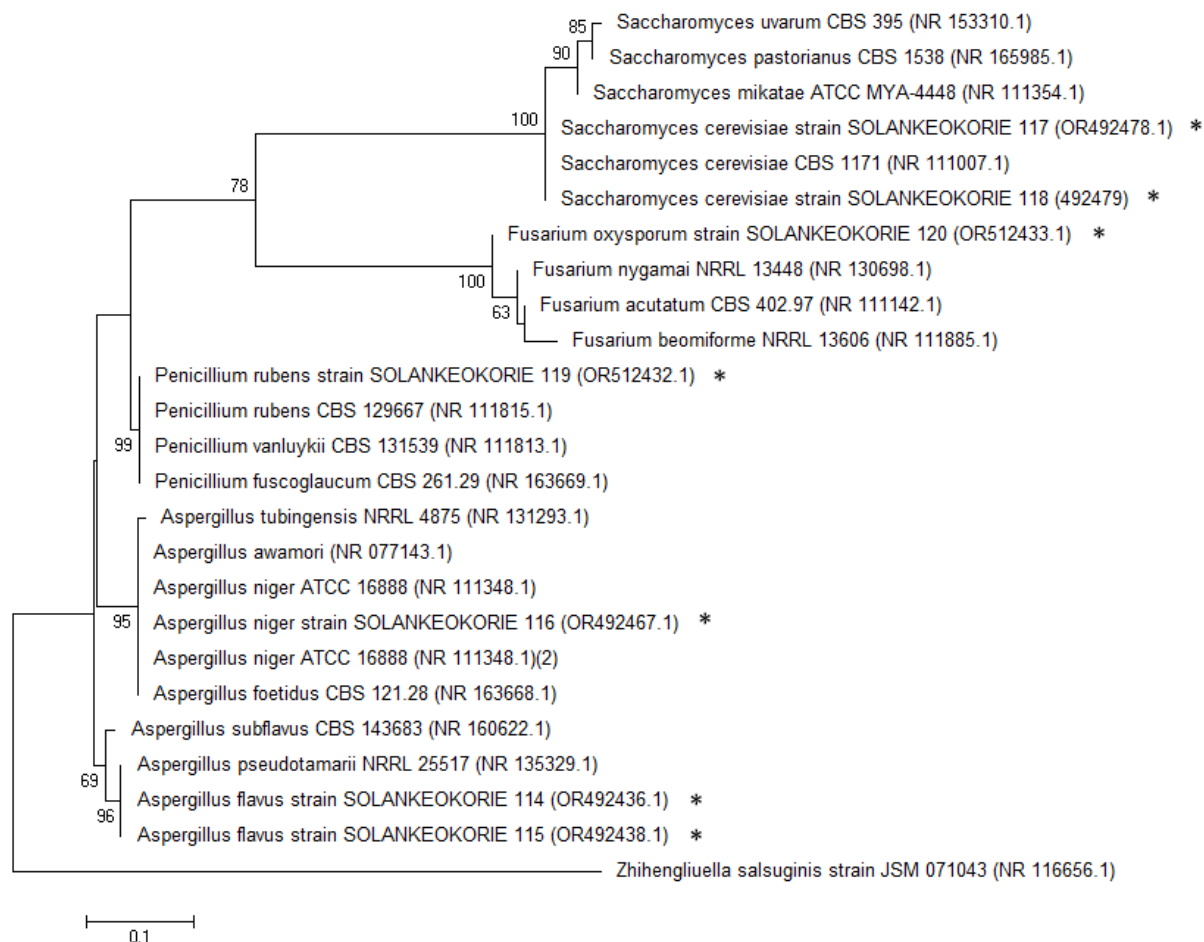 Saccharomyces uvarum CBS 395 (NR 153310.1)
85
Saccharomyces pastorianus CBS 1538 (NR 165985.1)
90
Saccharomyces mikatae ATCC MYA-4448 (NR 111354.1)
100
Saccharomyces cerevisiae strain SOLANKEOKORIE 117 (OR492478.1) *
Saccharomyces cerevisiae CBS 1171 (NR 111007.1)
78
Saccharomyces cerevisiae strain SOLANKEOKORIE 118 (492479) *
Fusarium oxysporum strain SOLANKEOKORIE 120 (OR512433.1) *
Fusarium nygamai NRRL 13448 (NR 130698.1)
100
Fusarium acutatum CBS 402.97 (NR 111142.1)
63
Fusarium beomiforme NRRL 13606 (NR 111885.1)
Penicillium rubens strain SOLANKEOKORIE 119 (OR512432.1) *
Penicillium rubens CBS 129667 (NR 111815.1)
99
Penicillium vanluykii CBS 131539 (NR 111813.1)
Penicillium fuscoglaucum CBS 261.29 (NR 163669.1)
Aspergillus tubingensis NRRL 4875 (NR 131293.1)
Aspergillus awamori (NR 077143.1)
Aspergillus niger ATCC 16888 (NR 111348.1)
95
Aspergillus niger strain SOLANKEOKORIE 116 (OR492467.1) *
Aspergillus niger ATCC 16888 (NR 111348.1)(2)
Aspergillus foetidus CBS 121.28 (NR 163668.1)
Aspergillus subflavus CBS 143683 (NR 160622.1)
Aspergillus pseudotamarii NRRL 25517 (NR 135329.1)
69
Aspergillus flavus strain SOLANKEOKORIE 114 (OR492436.1) *
96
Aspergillus flavus strain SOLANKEOKORIE 115 (OR492438.1) *
Zhihengliuella salsuginis strain JSM 071043 (NR 116656.1)
0.1